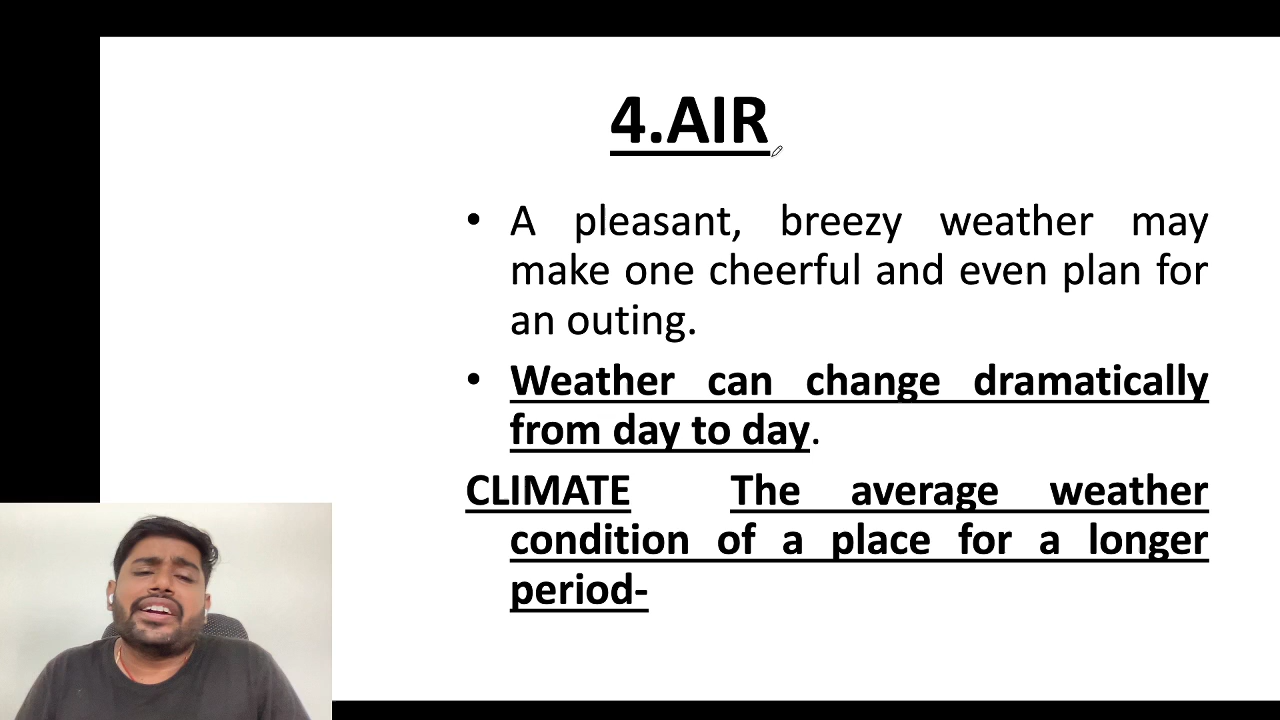 4.AIR
• A pleasant, breezy weather may
make one cheerful and even plan for
an outing.
• Weather can change dramatically
from day to day.
CLIMATE The average weather
condition of a place for a longer
period-